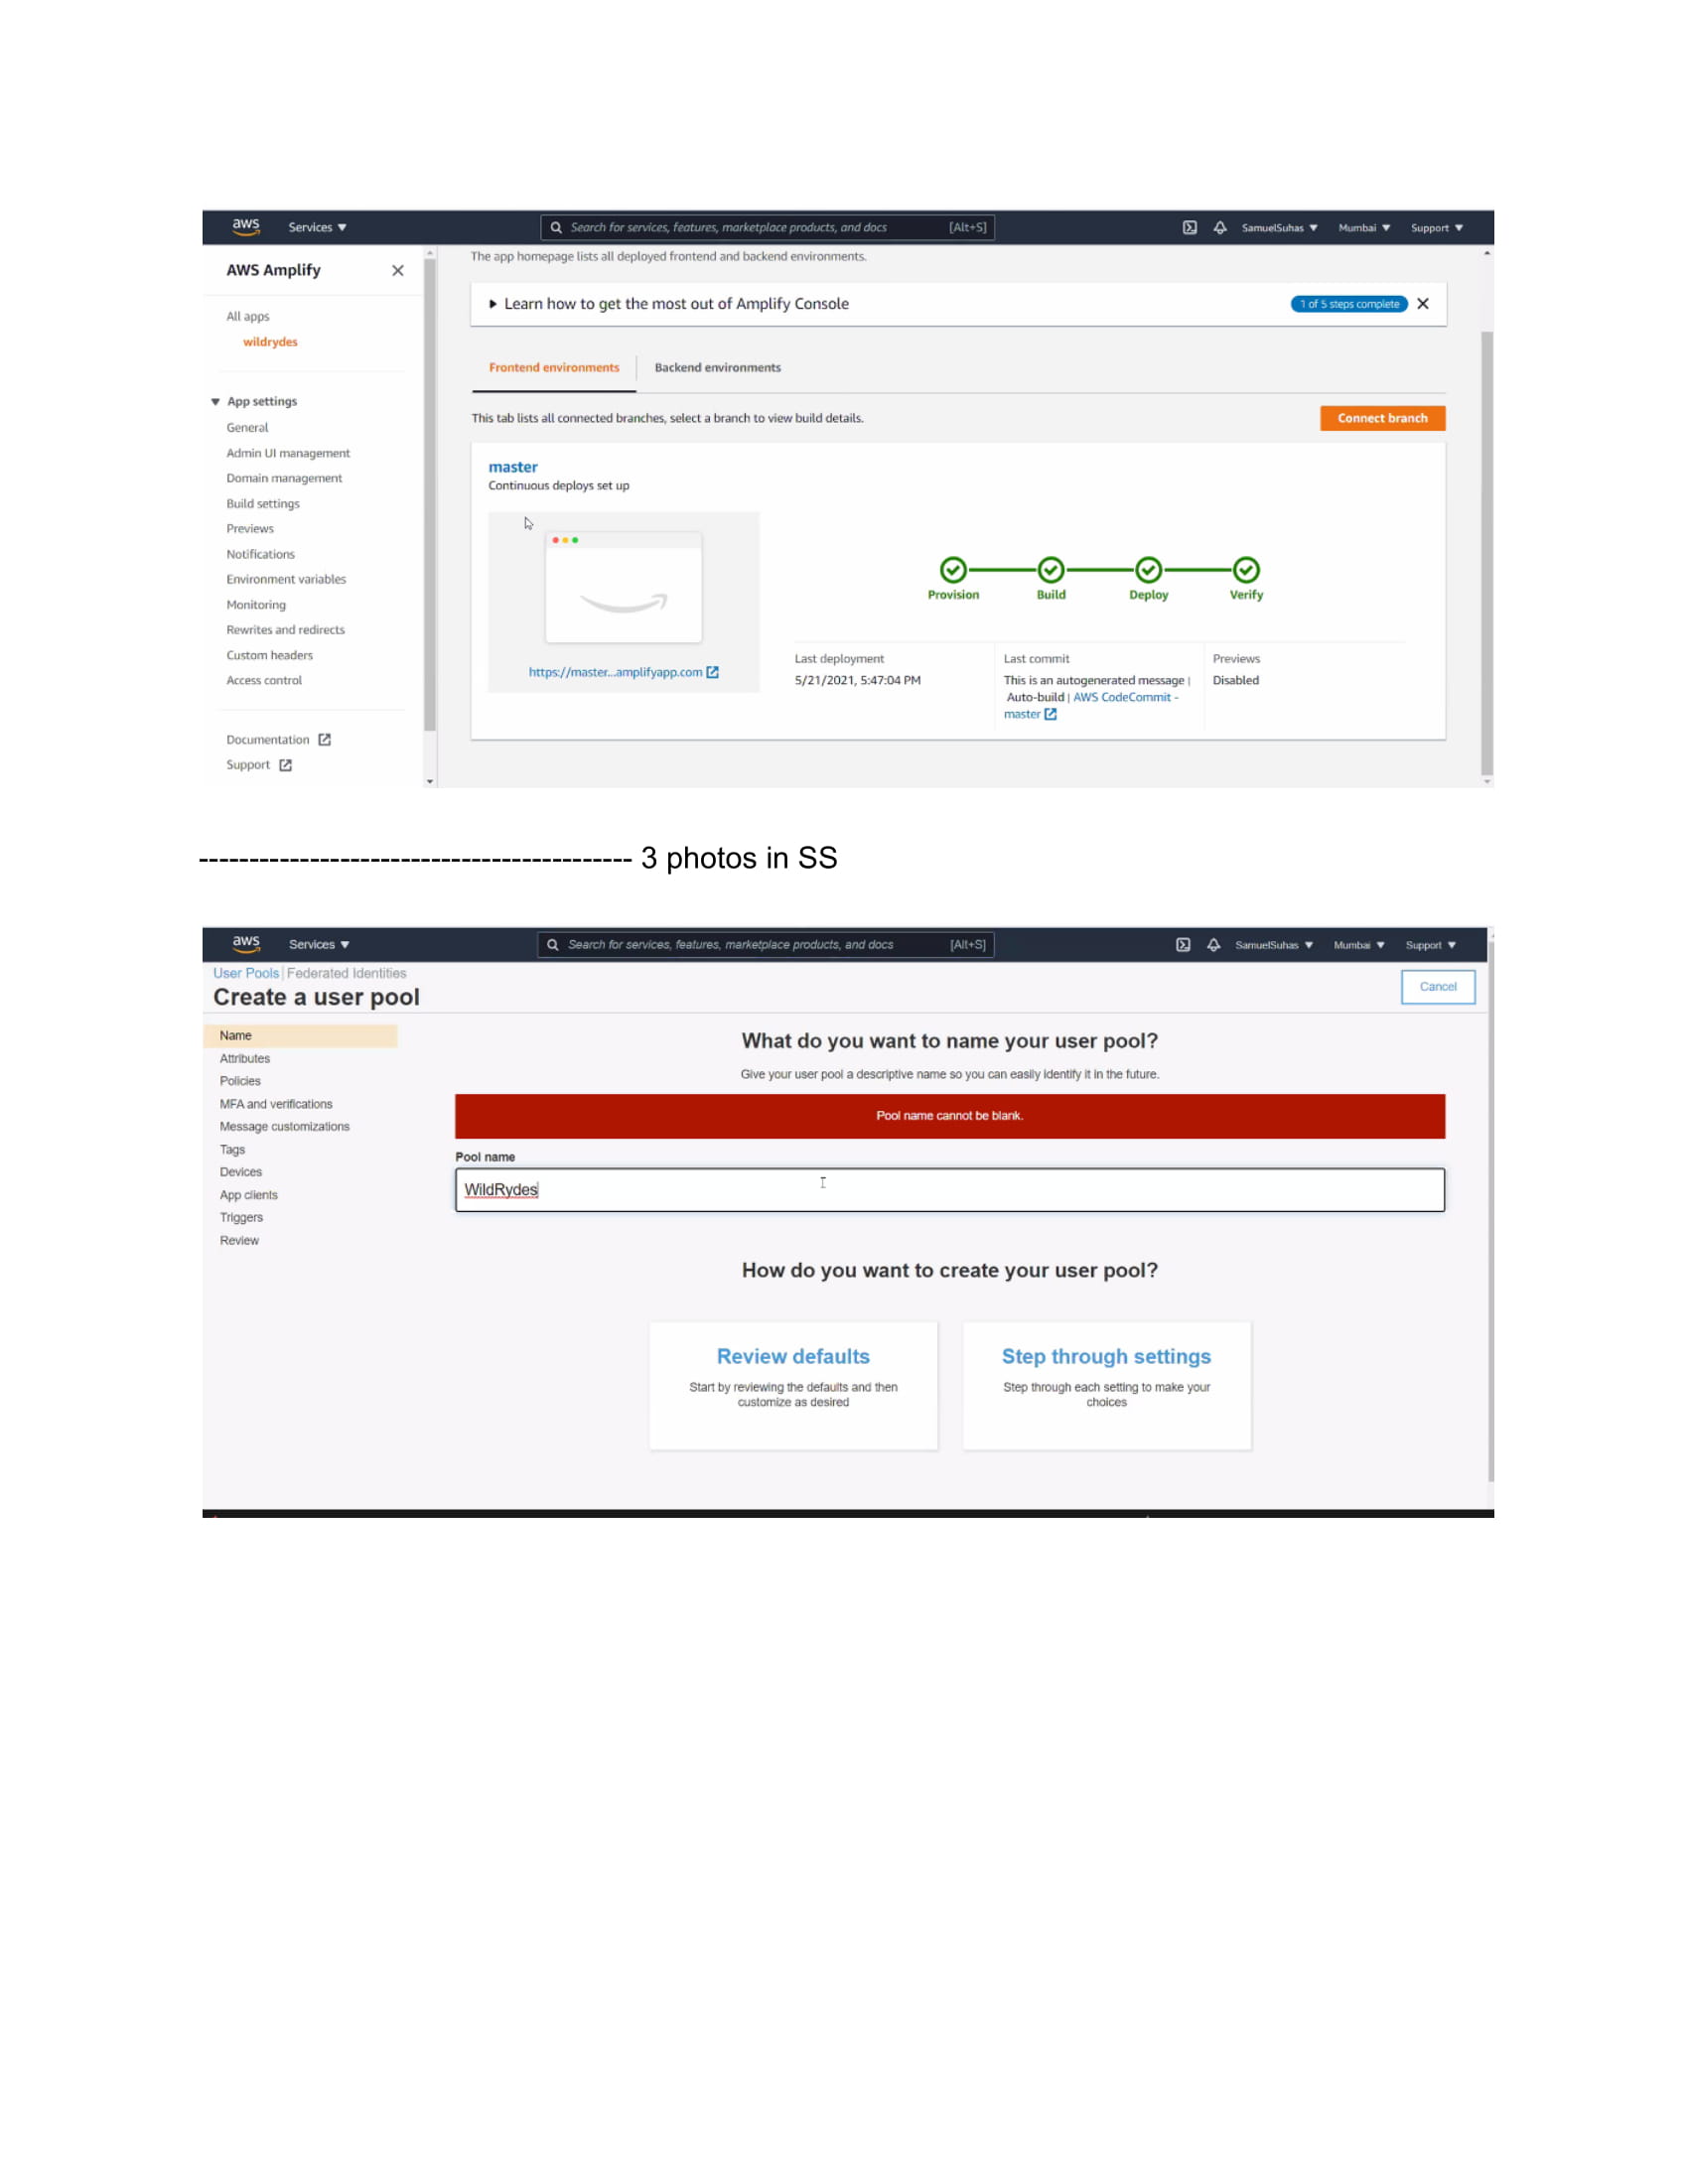 aws Services ▼ Search for services, features, marketplace products, and docs [Alt+S] SamuelSuhas ▼ Mumbai ▼ Support ▼
AWS Amplify
All apps
wildrydes
App settings
General
Admin UI management
Domain management
Build settings
Previews
Notifications
Environment variables
Monitoring
Rewrites and redirects
Custom headers
Access control
Documentation
Support
The app homepage lists all deployed frontend and backend environments.
Learn how to get the most out of Amplify Console 1 of 5 steps complete
Frontend environments Backend environments
This tab lists all connected branches, select a branch to view build details. Connect branch
master
Continuous deploys set up
https://master...amplifyapp.com
Provision Build Deploy Verify
Last deployment
5/21/2021, 5:47:04 PM
Last commit
This is an autogenerated message |
Auto-build | AWS CodeCommit -
master
Previews
Disabled
------------------------------------------- 3 photos in SS
aws Services ▼ Search for services, features, marketplace products, and docs [Alt+S] SamuelSuhas ▼ Mumbai ▼ Support ▼
User Pools | Federated Identities
Create a user pool Cancel
Name
Attributes
Policies
MFA and verifications
Message customizations
Tags
Devices
App clients
Triggers
Review
What do you want to name your user pool?
Give your user pool a descriptive name so you can easily identify it in the future.
Pool name cannot be blank.
Pool name
WildRydes
How do you want to create your user pool?
Review defaults
Start by reviewing the defaults and then
customize as desired
Step through settings
Step through each setting to make your
choices